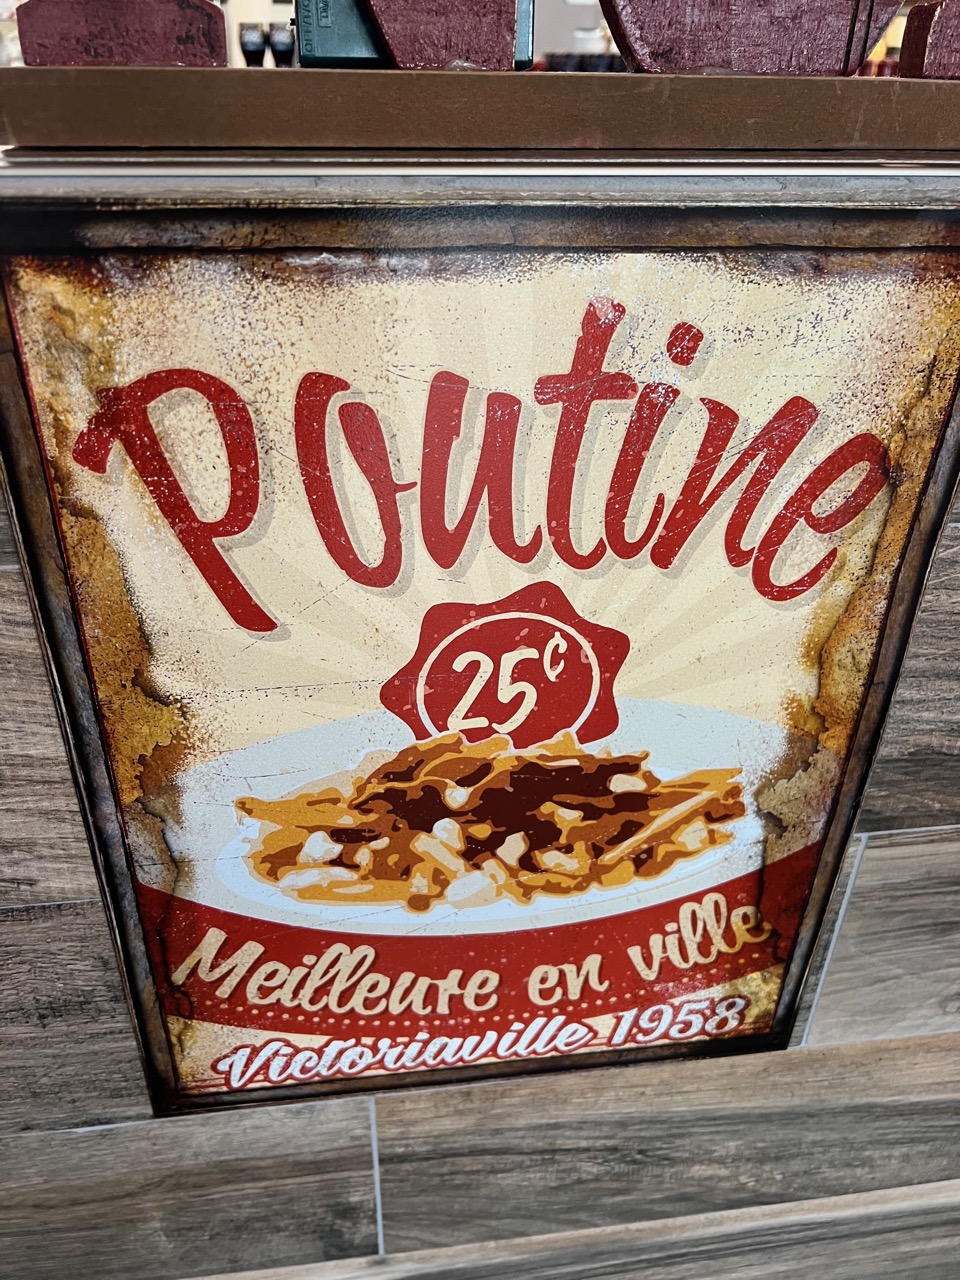 Poutine
25¢
Meilleure en ville
Victoriaville 1958